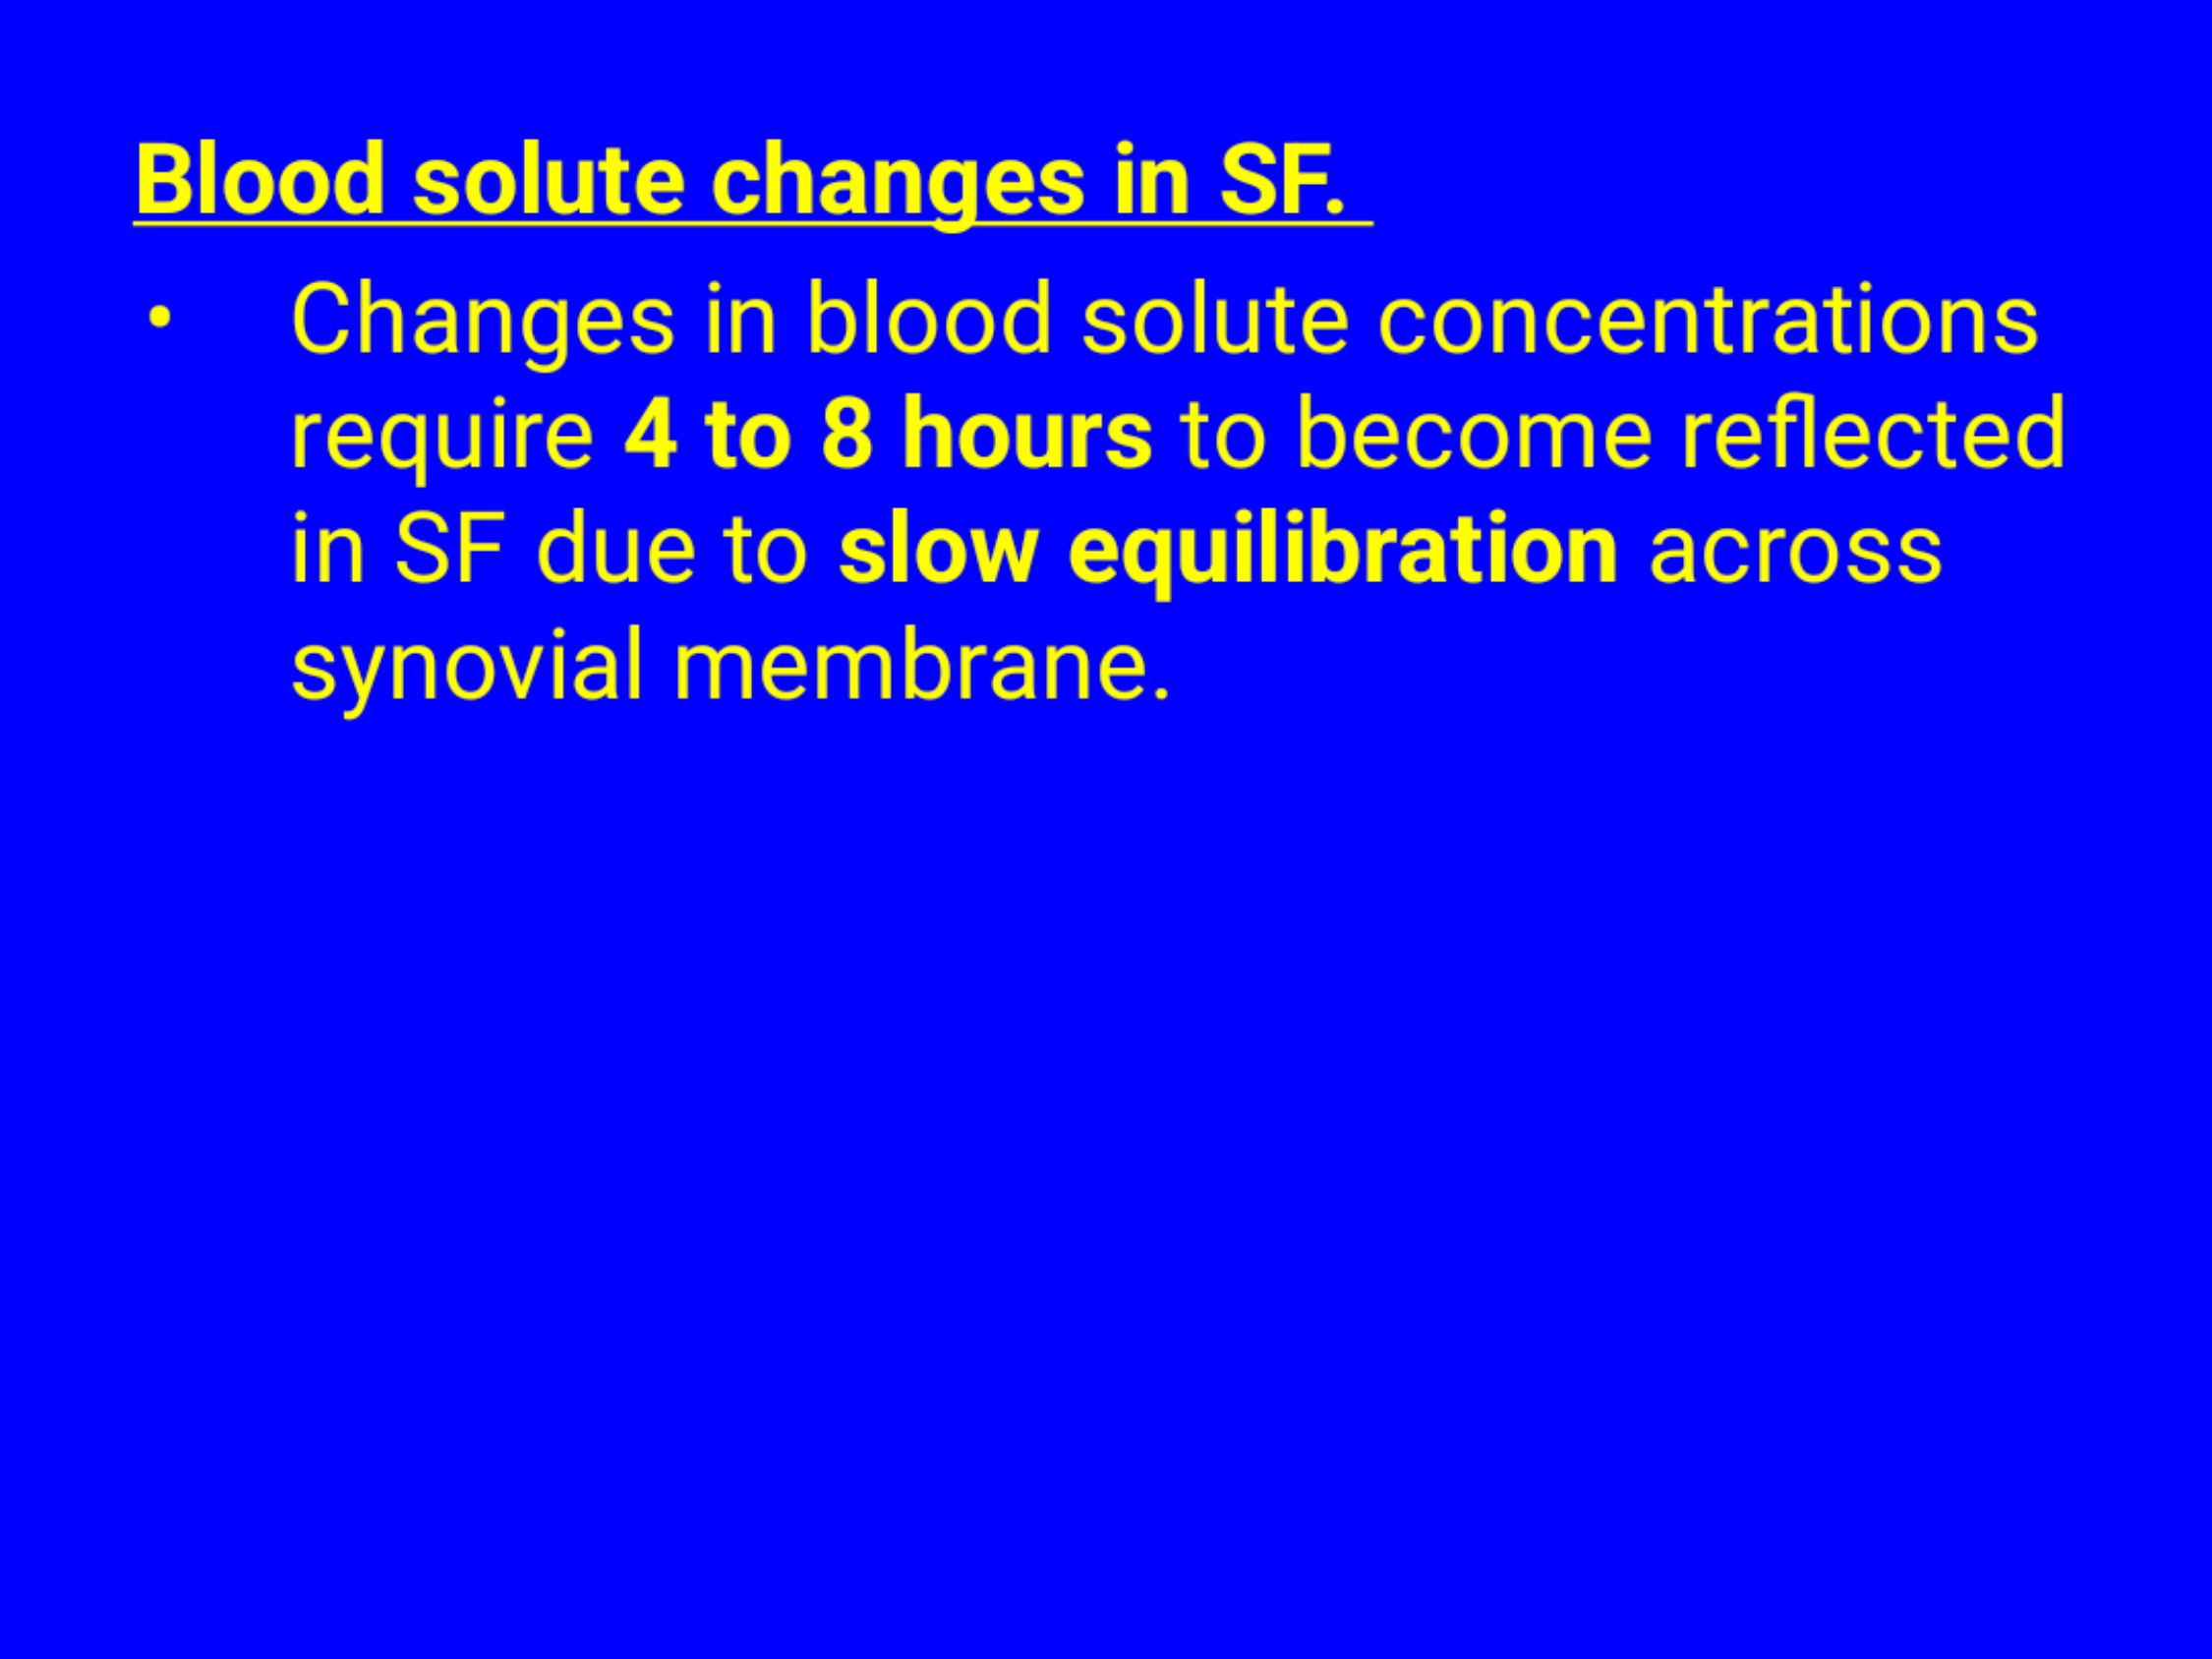 Blood solute changes in SF.
• Changes in blood solute concentrations
require 4 to 8 hours to become reflected
in SF due to slow equilibration across
synovial membrane.